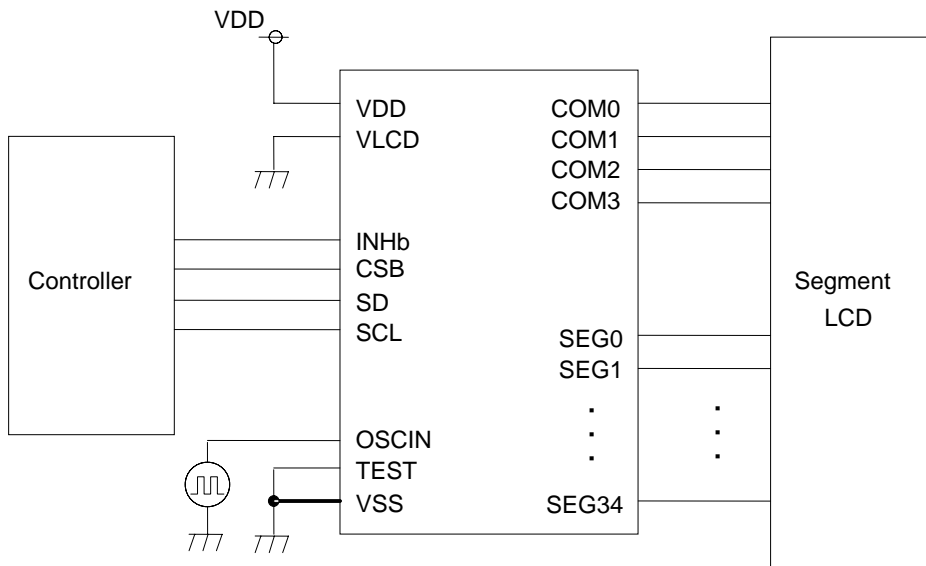 VDD
VDD
VLCD
INHb
CSB
SD
SCL
OSCIN
TEST
VSS
COM0
COM1
COM2
COM3
SEG0
SEG1
SEG34
Controller
Segment
LCD